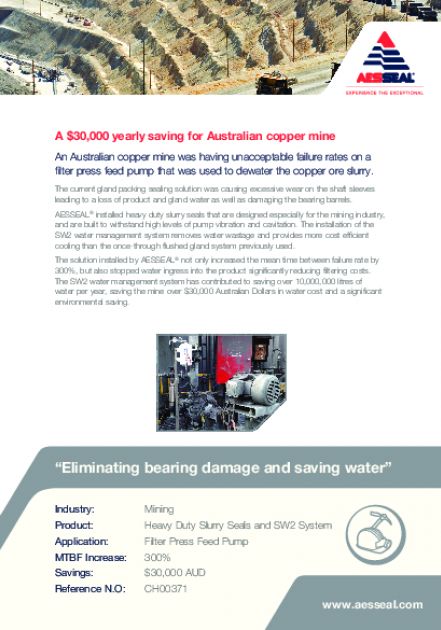 AESSEAL®
EXPERIENCE THE EXCEPTIONAL
A $30,000 yearly saving for Australian copper mine
An Australian copper mine was having unacceptable failure rates on a
filter press feed pump that was used to dewater the copper ore slurry.
The current gland packing sealing solution was causing excessive wear on the shaft sleeves
leading to a loss of product and gland water as well as damaging the bearing barrels.
AESSEAL® installed heavy duty slurry seals that are designed especially for the mining industry,
and are built to withstand high levels of pump vibration and cavitation. The installation of the
SW2 water management system removes water wastage and provides more cost efficient
cooling than the once-through flushed gland system previously used.
The solution installed by AESSEAL® not only increased the mean time between failure rate by
300%, but also stopped water ingress into the product significantly reducing filtering costs.
The SW2 water management system has contributed to saving over 10,000,000 litres of
water per year, saving the mine over $30,000 Australian Dollars in water cost and a significant
environmental saving.
“Eliminating bearing damage and saving water”
Industry: Mining
Product: Heavy Duty Slurry Seals and SW2 System
Application: Filter Press Feed Pump
MTBF Increase: 300%
Savings: $30,000 AUD
Reference N.O: CH00371
www.aesseal.com